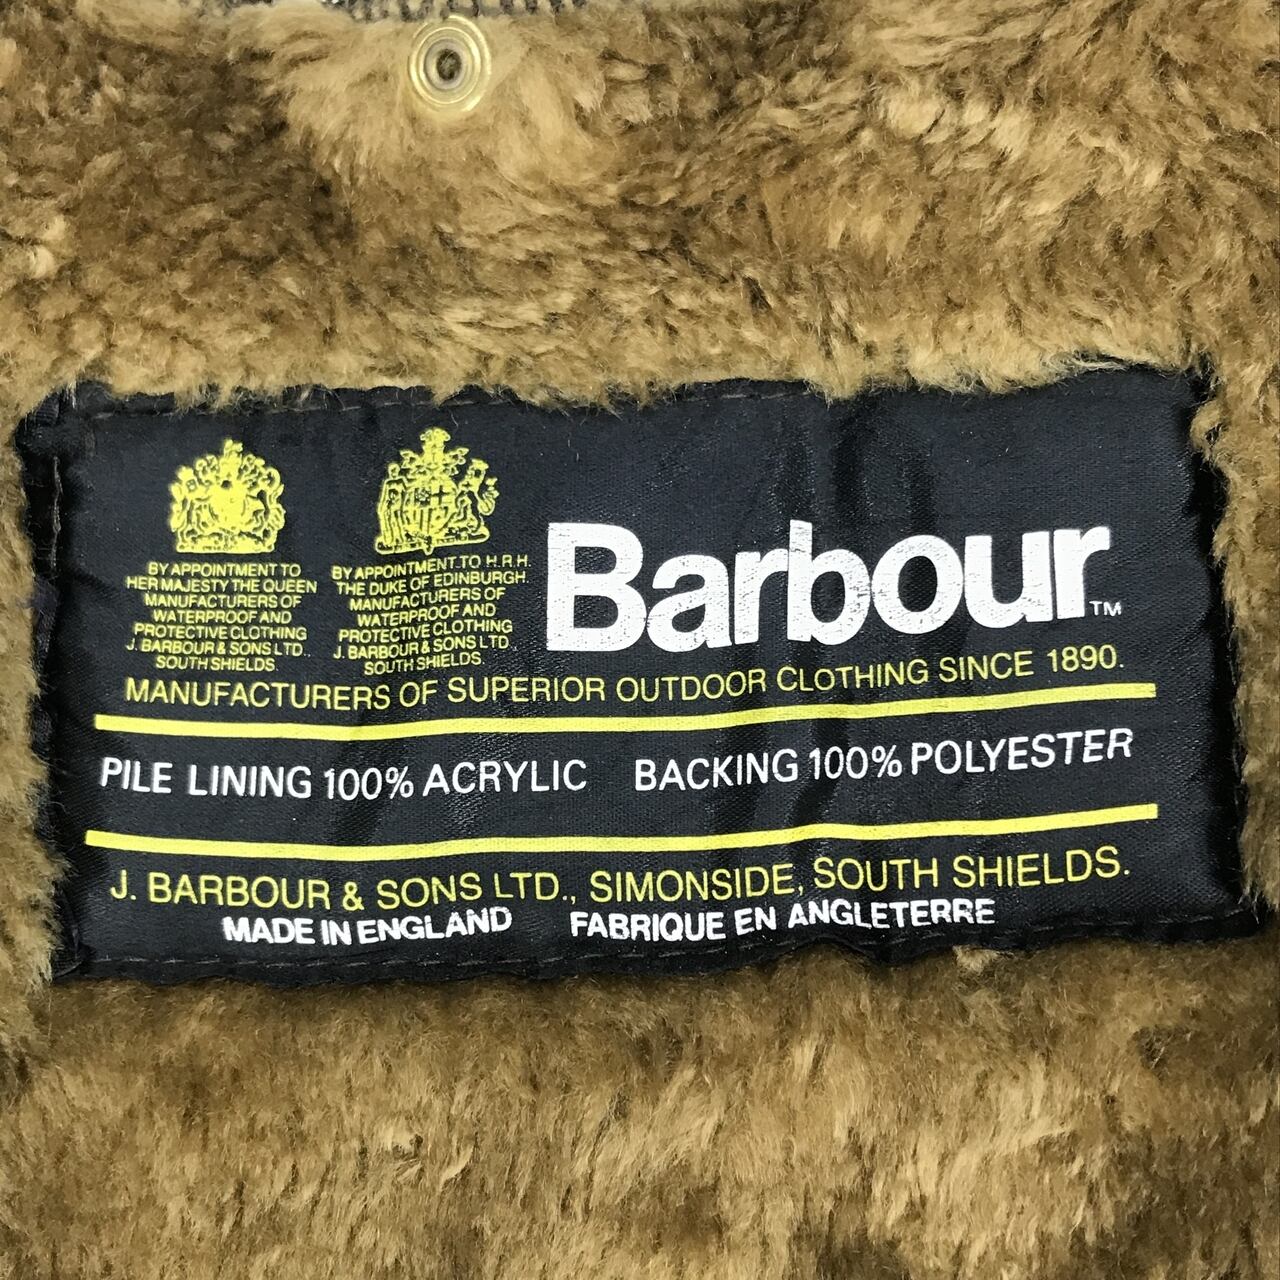 BY APPOINTMENT TO
HER MAJESTY THE QUEEN
MANUFACTURERS OF
WATERPROOF AND
PROTECTIVE CLOTHING
J. BARBOUR & SONS LTD.,
SOUTH SHIELDS.
BY APPOINTMENT TO H.R.H.
THE DUKE OF EDINBURGH.
MANUFACTURERS OF
WATERPROOF AND
PROTECTIVE CLOTHING
J. BARBOUR & SONS LTD.,
SOUTH SHIELDS.
Barbour™
MANUFACTURERS OF SUPERIOR OUTDOOR CLOTHING SINCE 1890.
PILE LINING 100% ACRYLIC BACKING 100% POLYESTER
J. BARBOUR & SONS LTD., SIMONSIDE, SOUTH SHIELDS.
MADE IN ENGLAND FABRIQUE EN ANGLETERRE